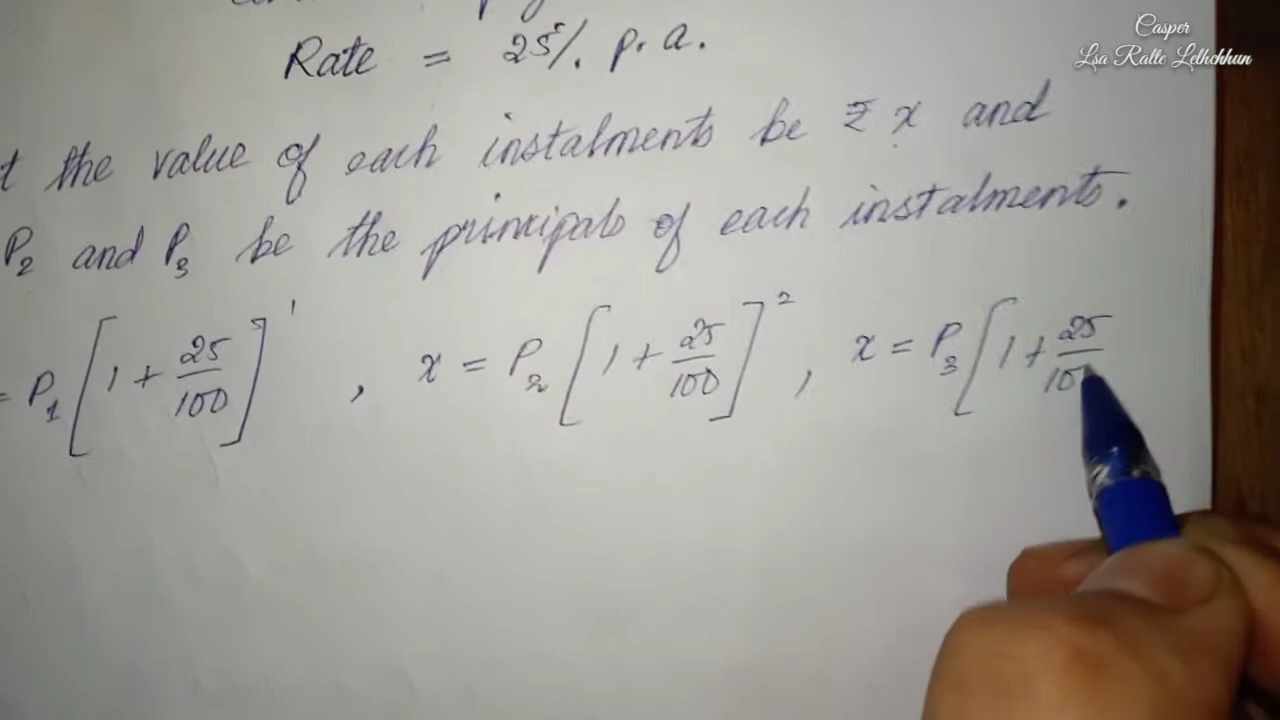 Casper
Lsa Ralte Lelhchhun
Rate = 25%. p.a.
the value of each instalments be ₹ x and
P₂ and P₃ be the principals of each instalments.
= P₁ [1 + 25/100]¹ , x = P₂ [1 + 25/100]² , x = P₃ [1 + 25/10